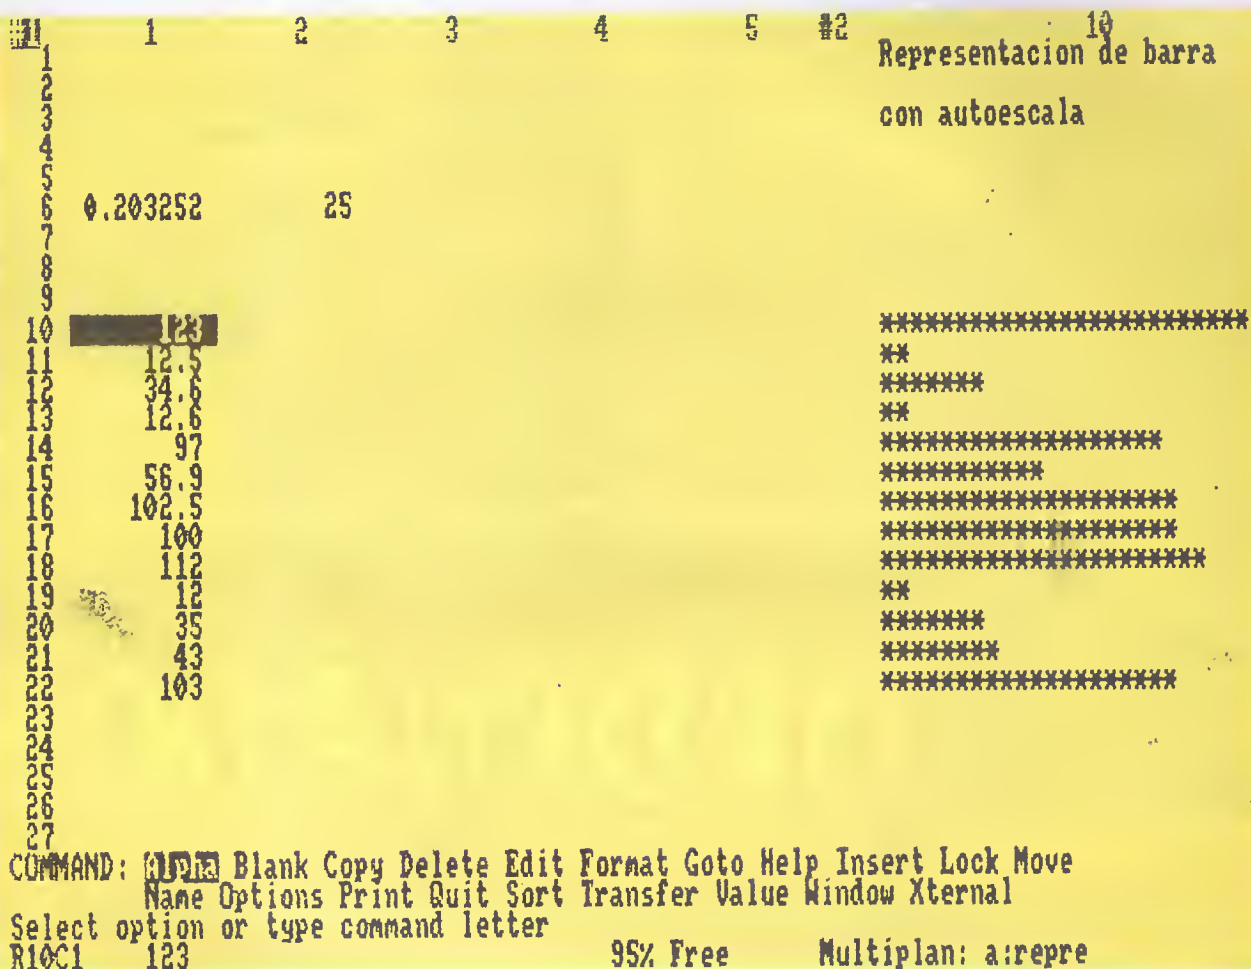 #1 1 2 3 4 5 #2 10
1 Representacion de barra
2
3 con autoescala
4
5
6 0.203252 25
7
8
9
10 123 *************************
11 12.5 **
12 34.6 *******
13 12.6 **
14 97 *******************
15 56.9 ***********
16 102.5 ********************
17 100 ********************
18 112 **********************
19 12 **
20 35 *******
21 43 ********
22 103 ********************
23
24
25
26
27
COMMAND: Alpha Blank Copy Delete Edit Format Goto Help Insert Lock Move
Name Options Print Quit Sort Transfer Value Window Xternal
Select option or type command letter
R10C1 123 95% Free Multiplan: a:repre